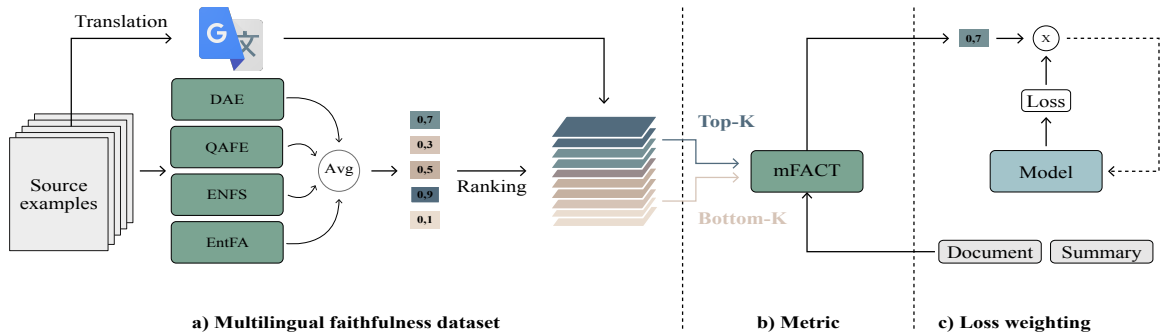 Translation
Source
examples
DAE
QAFE
ENFS
EntFA
Avg
0,7
0,3
0,5
0,9
0,1
Ranking
Top-K
Bottom-K
mFACT
0,7
x
Loss
Model
Document
Summary
a) Multilingual faithfulness dataset
b) Metric
c) Loss weighting